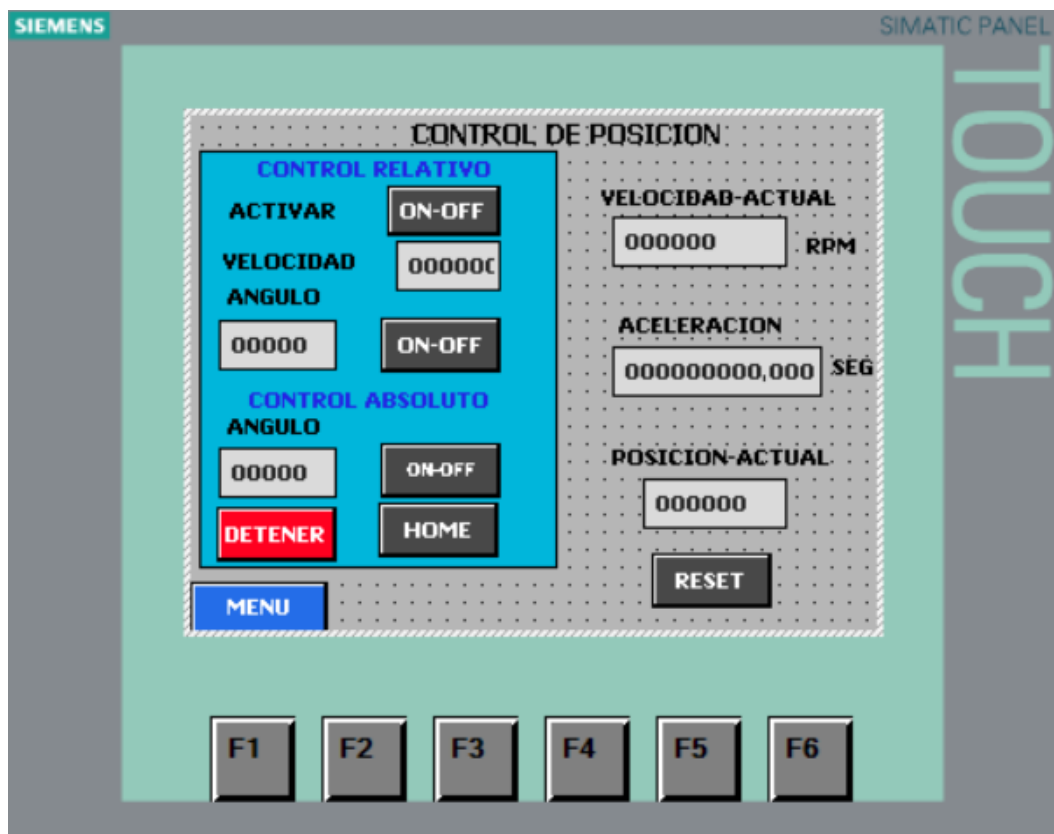 SIEMENS
SIMATIC PANEL
TOUCH
CONTROL DE POSICION
CONTROL RELATIVO
ACTIVAR
ON-OFF
VELOCIDAD
000000
ANGULO
00000
ON-OFF
CONTROL ABSOLUTO
ANGULO
00000
ON-OFF
DETENER
HOME
MENU
VELOCIDAD-ACTUAL
000000
RPM
ACELERACION
000000000,000
SEG
POSICION-ACTUAL
000000
RESET
F1
F2
F3
F4
F5
F6